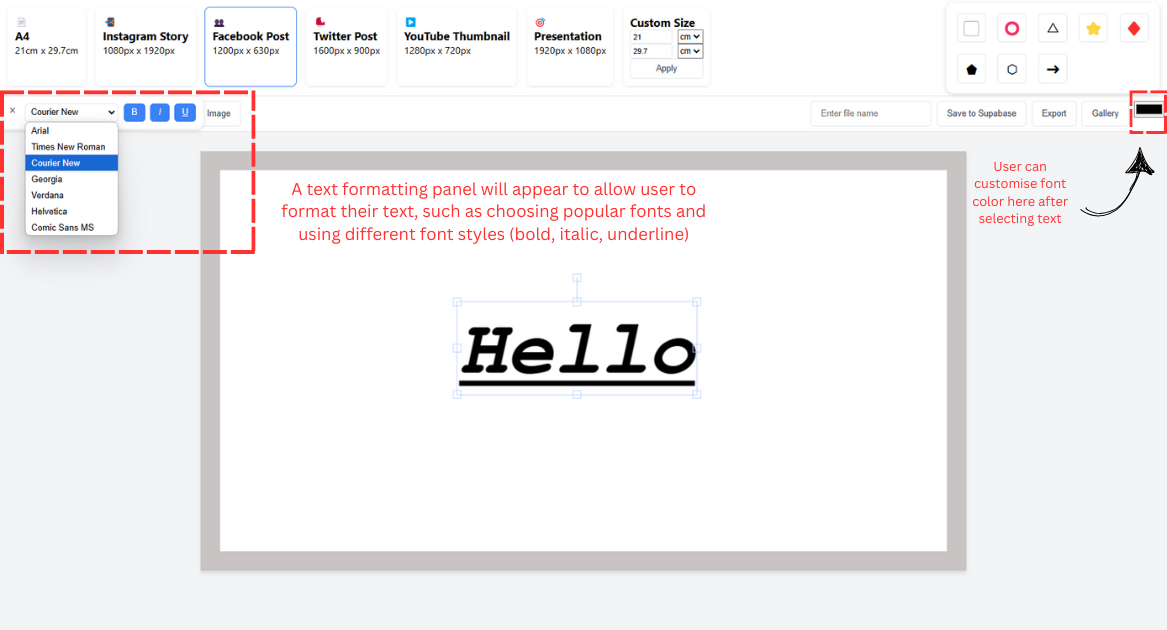 A4
21cm x 29.7cm
Instagram Story
1080px x 1920px
Facebook Post
1200px x 630px
Twitter Post
1600px x 900px
YouTube Thumbnail
1280px x 720px
Presentation
1920px x 1080px
Custom Size
21 cm
29.7 cm
Apply
× Courier New B I U Image
Enter file name Save to Supabase Export Gallery
Arial
Times New Roman
Courier New
Georgia
Verdana
Helvetica
Comic Sans MS
A text formatting panel will appear to allow user to
format their text, such as choosing popular fonts and
using different font styles (bold, italic, underline)
User can
customise font
color here after
selecting text
Hello